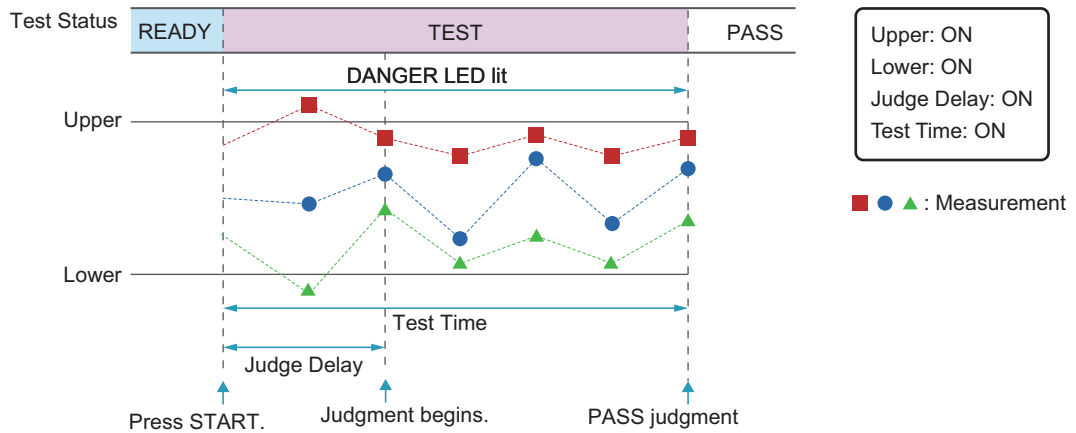 Test Status
READY
TEST
PASS
DANGER LED lit
Upper
Lower
Test Time
Judge Delay
Press START.
Judgment begins.
PASS judgment
Upper: ON
Lower: ON
Judge Delay: ON
Test Time: ON
: Measurement